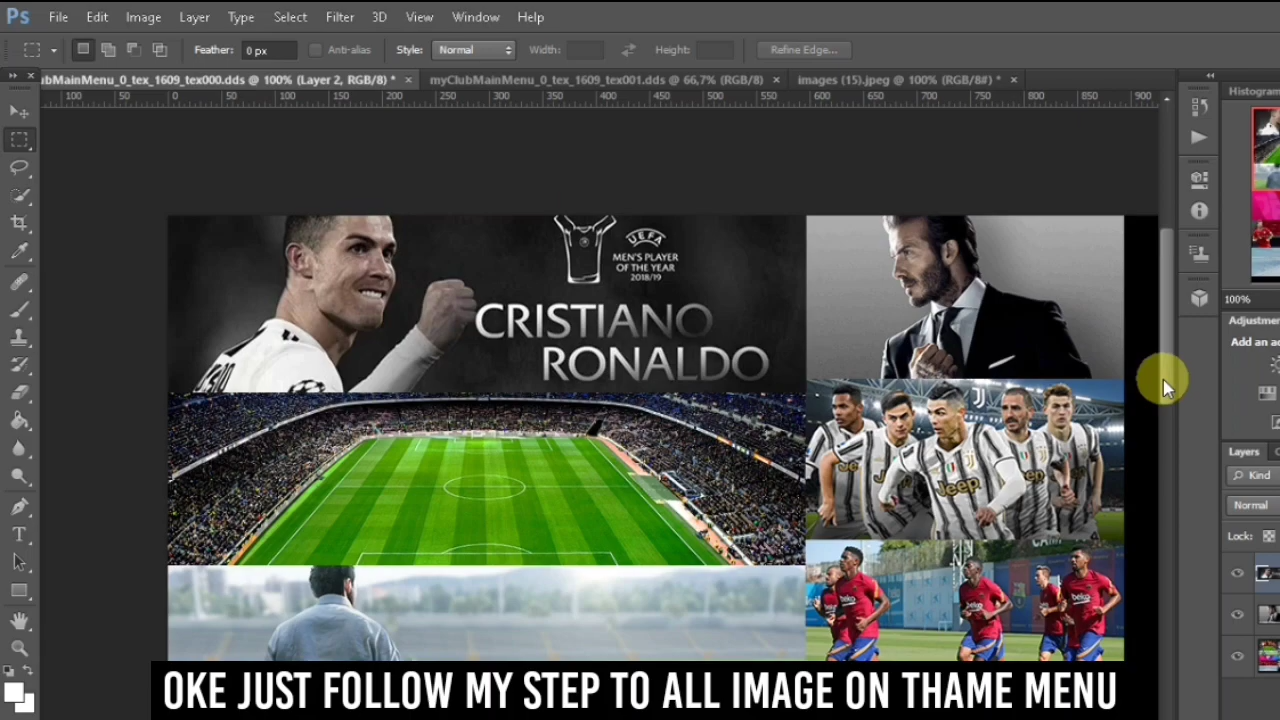 Ps File Edit Image Layer Type Select Filter 3D View Window Help
Feather: 0 px Anti-alias Style: Normal Width: Height: Refine Edge...
ubMainMenu_0_tex_1609_tex000.dds @ 100% (Layer 2, RGB/8) * × myClubMainMenu_0_tex_1609_tex001.dds @ 66,7% (RGB/8) × images (15).jpeg @ 100% (RGB/8#) * ×
Histogram
100 50 0 50 100 150 200 250 300 350 400 450 500 550 600 650 700 750 800 850 900
UEFA
MEN'S PLAYER
OF THE YEAR
2018/19
CRISTIANO
RONALDO
Jeep
beko
beko
100%
Adjustmen
Add an ad
Layers
Kind
Normal
Lock:
OKE JUST FOLLOW MY STEP TO ALL IMAGE ON THAME MENU